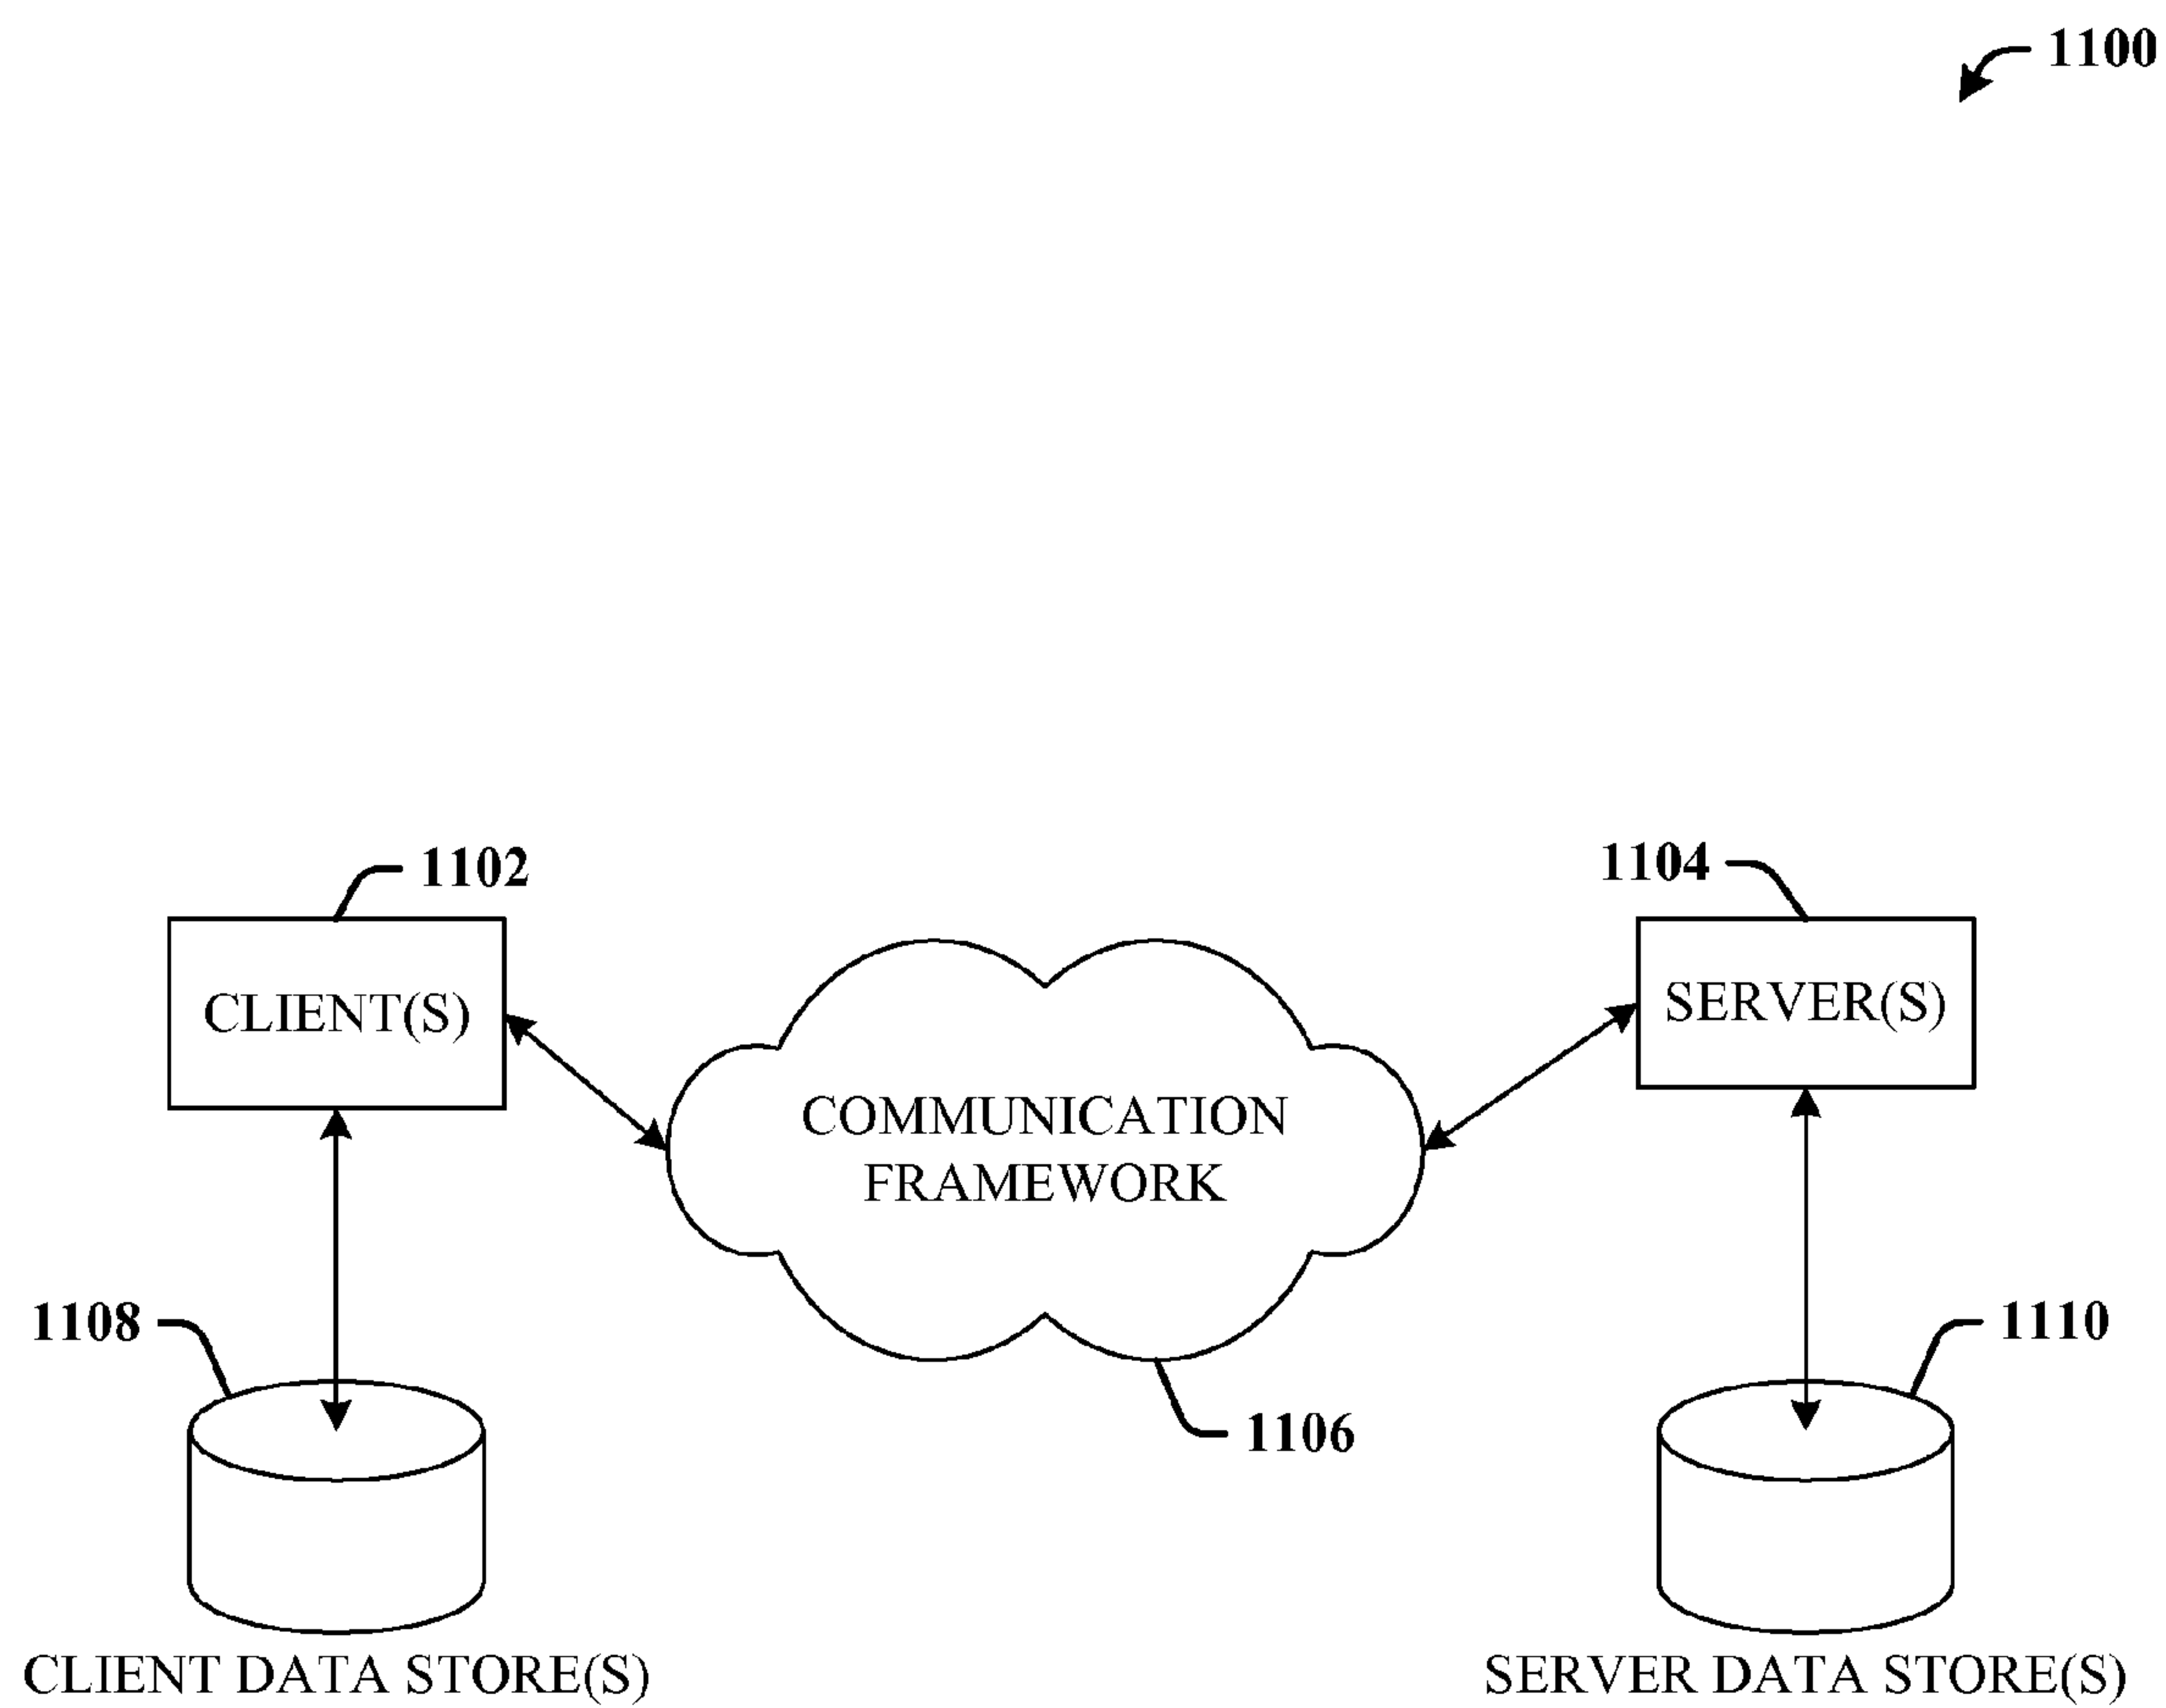 1100
1102
1104
CLIENT(S)
SERVER(S)
COMMUNICATION
FRAMEWORK
1108
1110
1106
CLIENT DATA STORE(S)
SERVER DATA STORE(S)